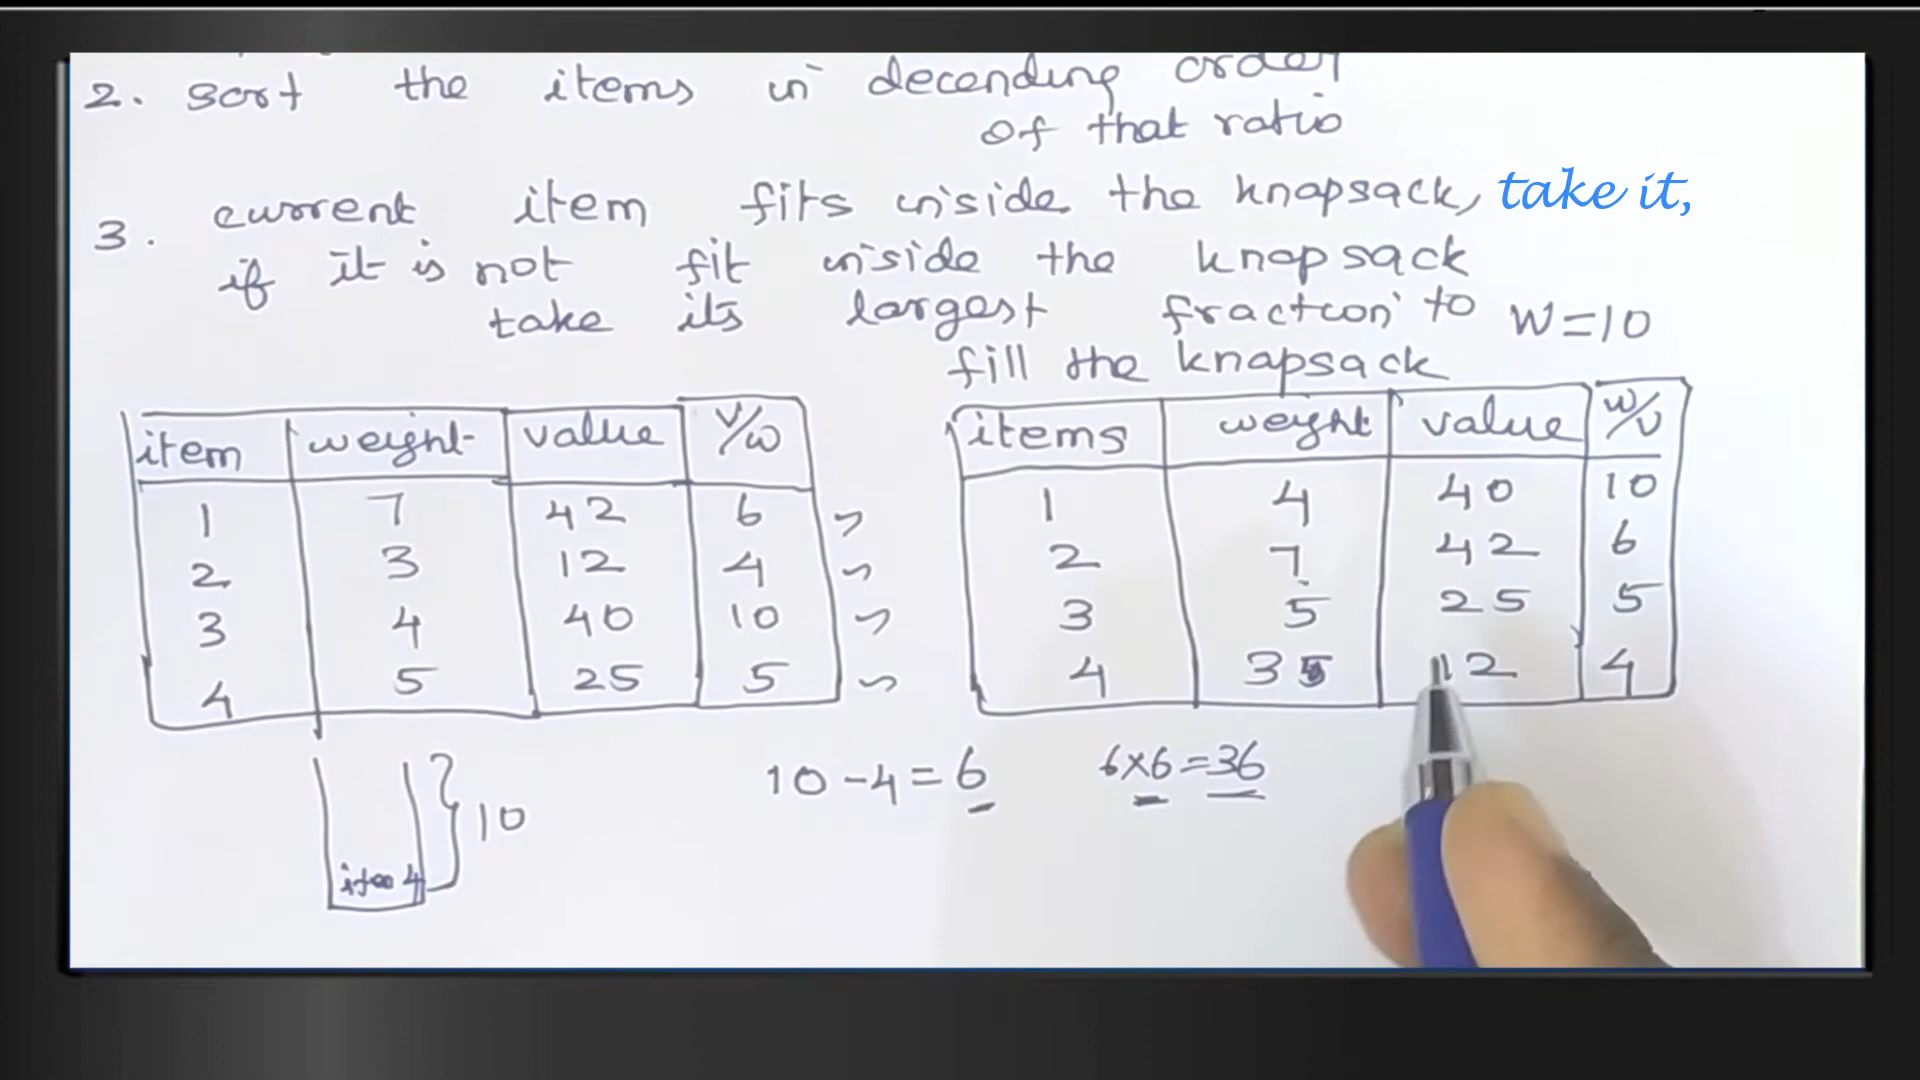 2. sort the items in decending order
of that ratio
3. current item fits inside the knapsack, take it,
if it is not fit inside the knapsack
take its largest fraction to
fill the knapsack
W=10
item weight value v/w
1 7 42 6
2 3 12 4
3 4 40 10
4 5 25 5
items weight value w/v
1 4 40 10
2 7 42 6
3 5 25 5
4 3 12 4
10
10-4=6
6×6=36